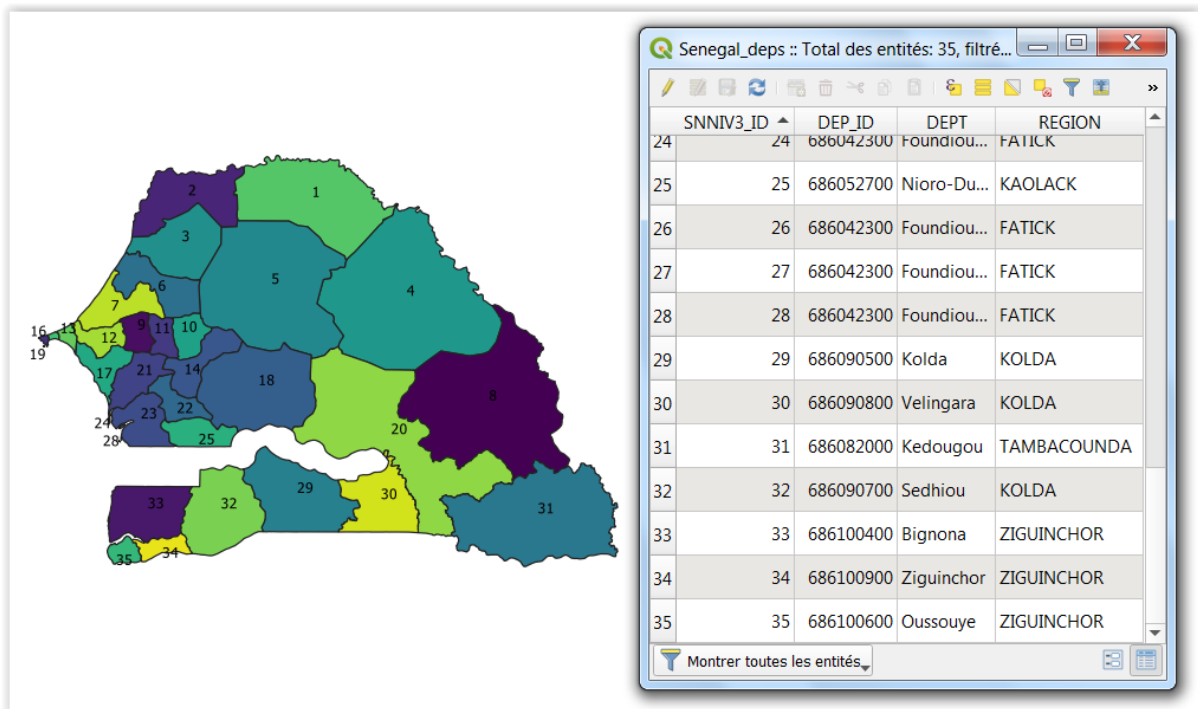 Senegal_deps :: Total des entités: 35, filtré...
»
SNNIV3_ID DEP_ID DEPT REGION
24 24 686042300 Foundiou... FATICK
25 25 686052700 Nioro-Du... KAOLACK
26 26 686042300 Foundiou... FATICK
27 27 686042300 Foundiou... FATICK
28 28 686042300 Foundiou... FATICK
29 29 686090500 Kolda KOLDA
30 30 686090800 Velingara KOLDA
31 31 686082000 Kedougou TAMBACOUNDA
32 32 686090700 Sedhiou KOLDA
33 33 686100400 Bignona ZIGUINCHOR
34 34 686100900 Ziguinchor ZIGUINCHOR
35 35 686100600 Oussouye ZIGUINCHOR
Montrer toutes les entités
2
1
3
5
6
4
7
16 13 12 9 11 10
19
17 21 14 18 8
24 23 22 20
28 25
33 32 29 30 31
35 34